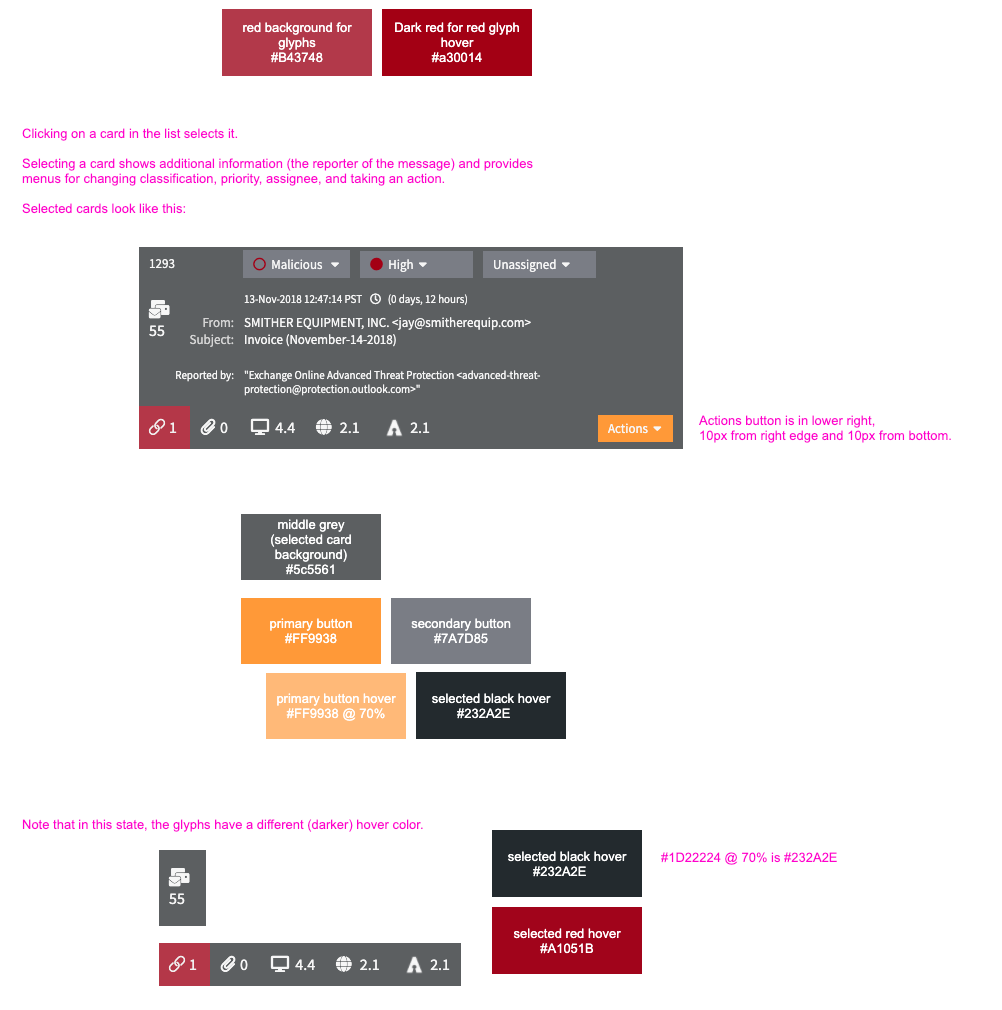 red background for
glyphs
#B43748
Dark red for red glyph
hover
#a30014
Clicking on a card in the list selects it.
Selecting a card shows additional information (the reporter of the message) and provides
menus for changing classification, priority, assignee, and taking an action.
Selected cards look like this:
1293
Malicious
High
Unassigned
13-Nov-2018 12:47:14 PST (0 days, 12 hours)
55
From: SMITHER EQUIPMENT, INC. <jay@smitherequip.com>
Subject: Invoice (November-14-2018)
Reported by: "Exchange Online Advanced Threat Protection <advanced-threat-
protection@protection.outlook.com>"
1 0 4.4 2.1 2.1
Actions
Actions button is in lower right,
10px from right edge and 10px from bottom.
middle grey
(selected card
background)
#5c5561
primary button
#FF9938
secondary button
#7A7D85
primary button hover
#FF9938 @ 70%
selected black hover
#232A2E
Note that in this state, the glyphs have a different (darker) hover color.
55
selected black hover
#232A2E
#1D22224 @ 70% is #232A2E
selected red hover
#A1051B
1 0 4.4 2.1 2.1